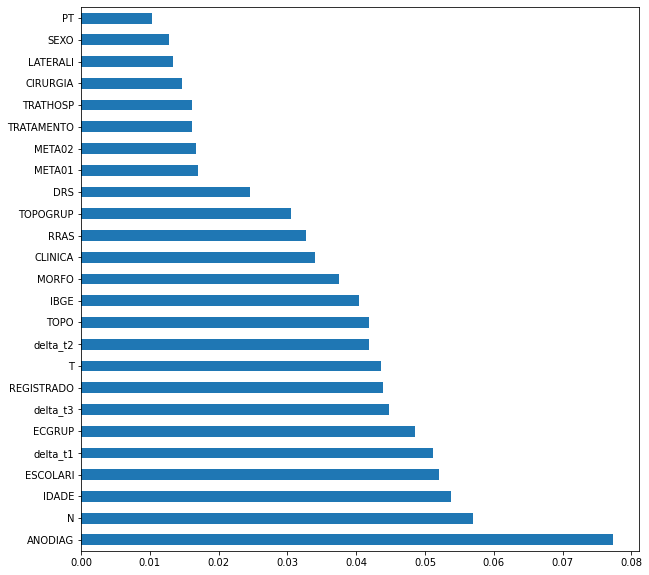 PT
SEXO
LATERALI
CIRURGIA
TRATHOSP
TRATAMENTO
META02
META01
DRS
TOPOGRUP
RRAS
CLINICA
MORFO
IBGE
TOPO
delta_t2
T
REGISTRADO
delta_t3
ECGRUP
delta_t1
ESCOLARI
IDADE
N
ANODIAG
0.00 0.01 0.02 0.03 0.04 0.05 0.06 0.07 0.08